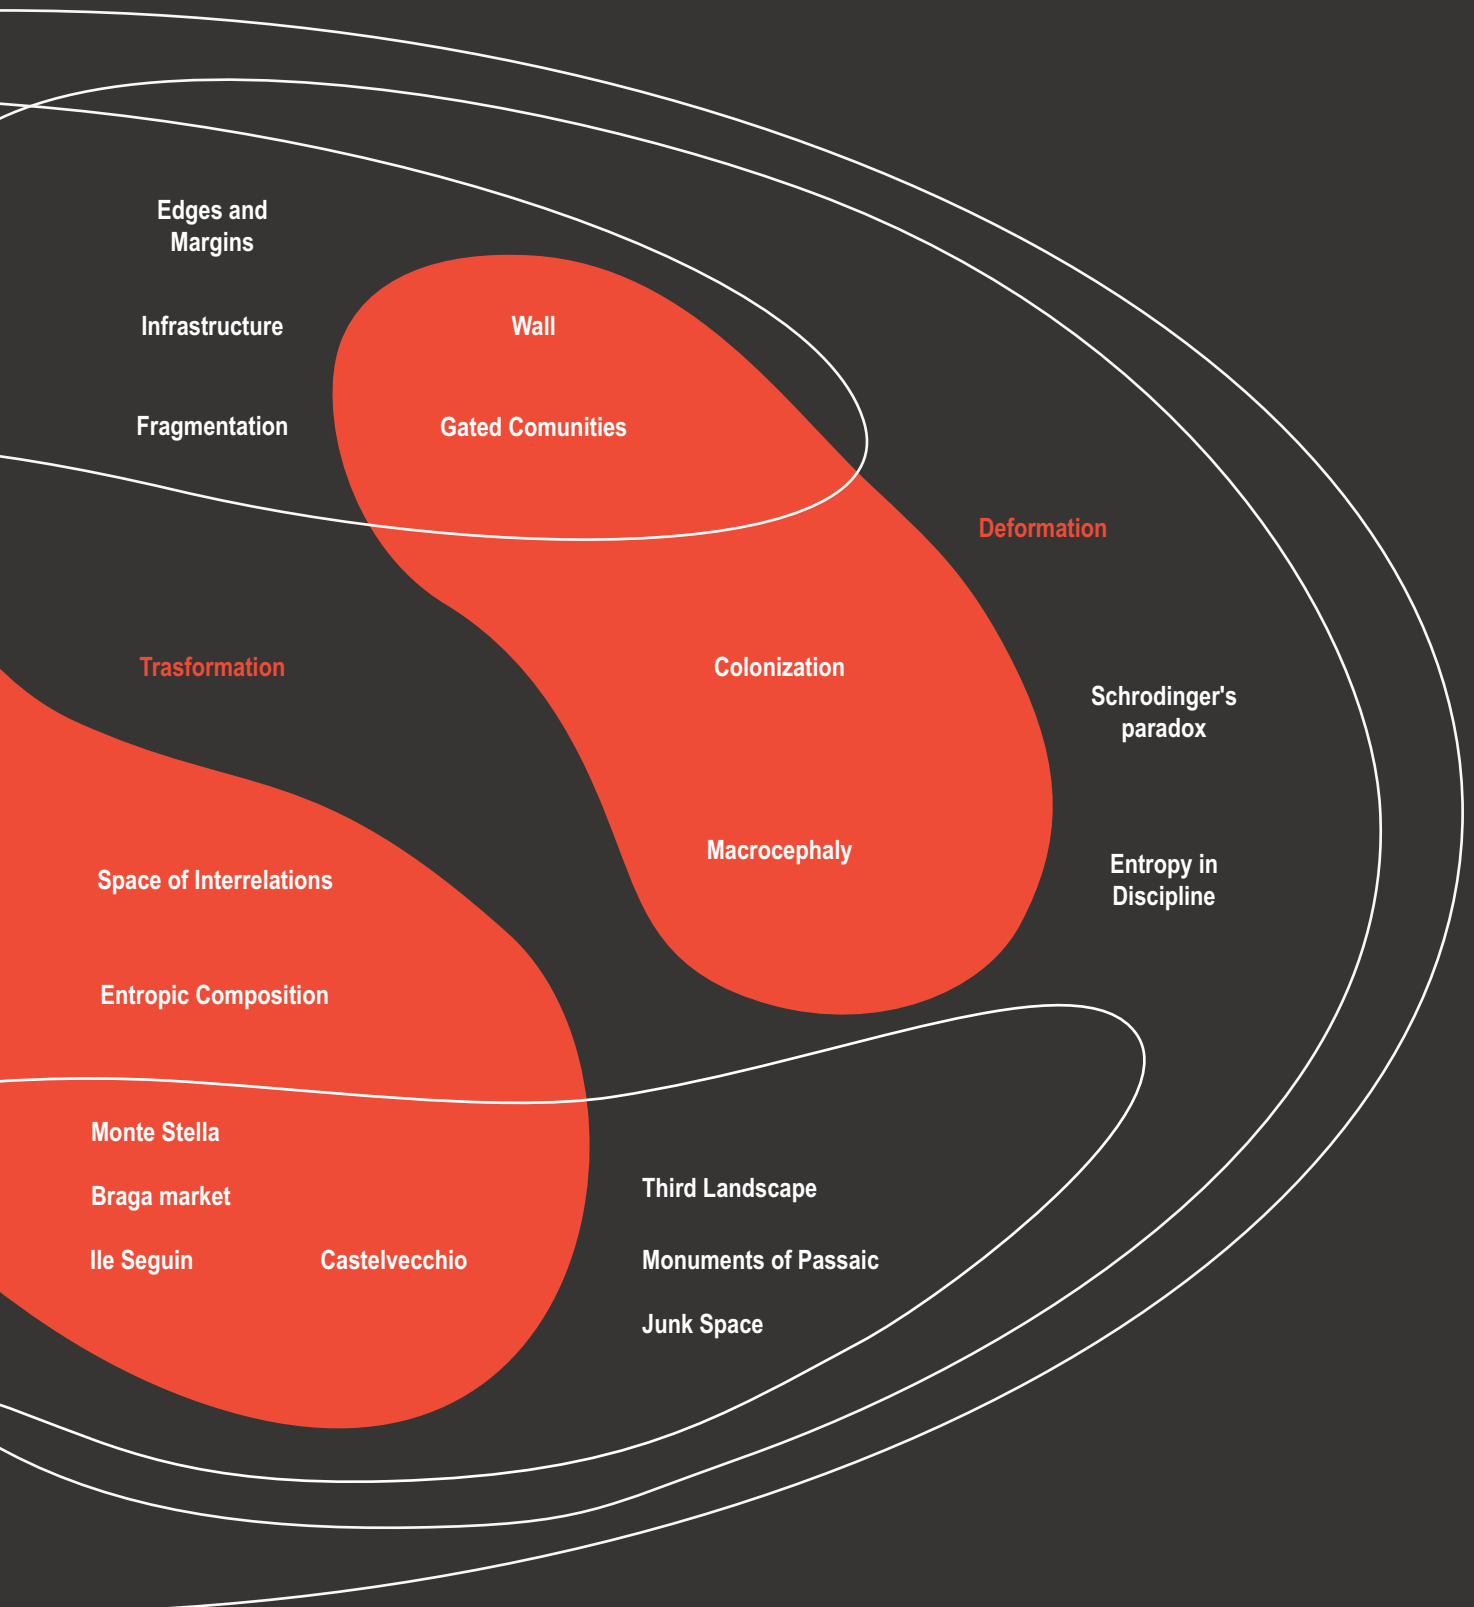 Edges and
Margins
Infrastructure
Wall
Fragmentation
Gated Comunities
Deformation
Trasformation
Colonization
Schrodinger's
paradox
Macrocephaly
Entropy in
Discipline
Space of Interrelations
Entropic Composition
Monte Stella
Braga market
Ile Seguin
Castelvecchio
Third Landscape
Monuments of Passaic
Junk Space